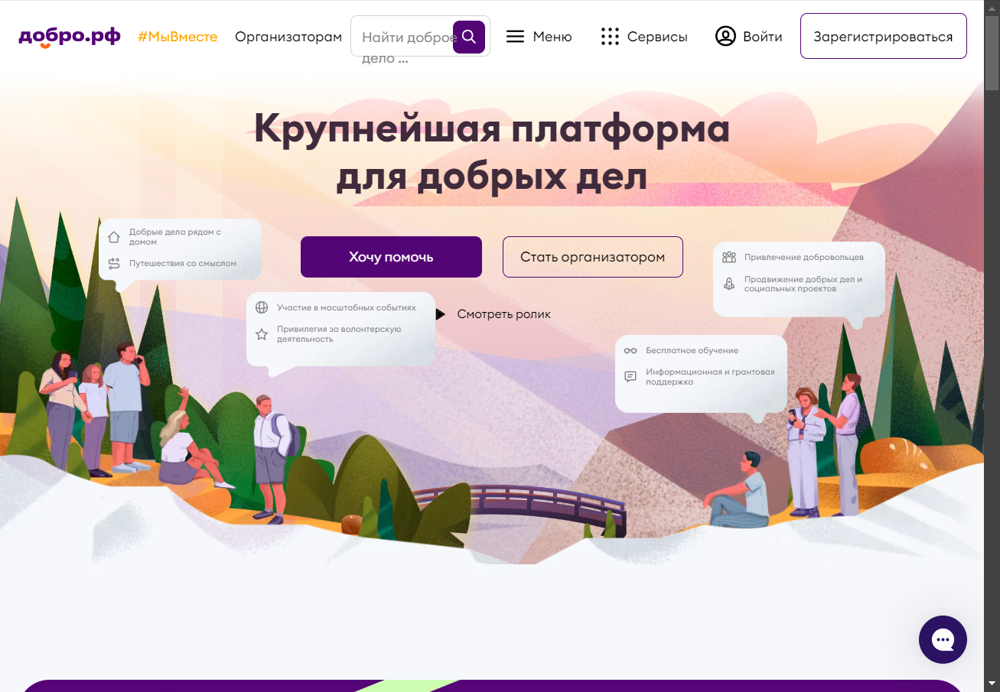 добро.рф
#МыВместе
Организаторам
Найти доброе
дело ...
Меню
Сервисы
Войти
Зарегистрироваться
Крупнейшая платформа
для добрых дел
Добрые дела рядом с
домом
Путешествия со смыслом
Хочу помочь
Стать организатором
Привлечение добровольцев
Продвижение добрых дел и
социальных проектов
Участие в масштабных событиях
Привилегия за волонтерскую
деятельность
Смотреть ролик
Бесплатное обучение
Информационная и грантовая
поддержка